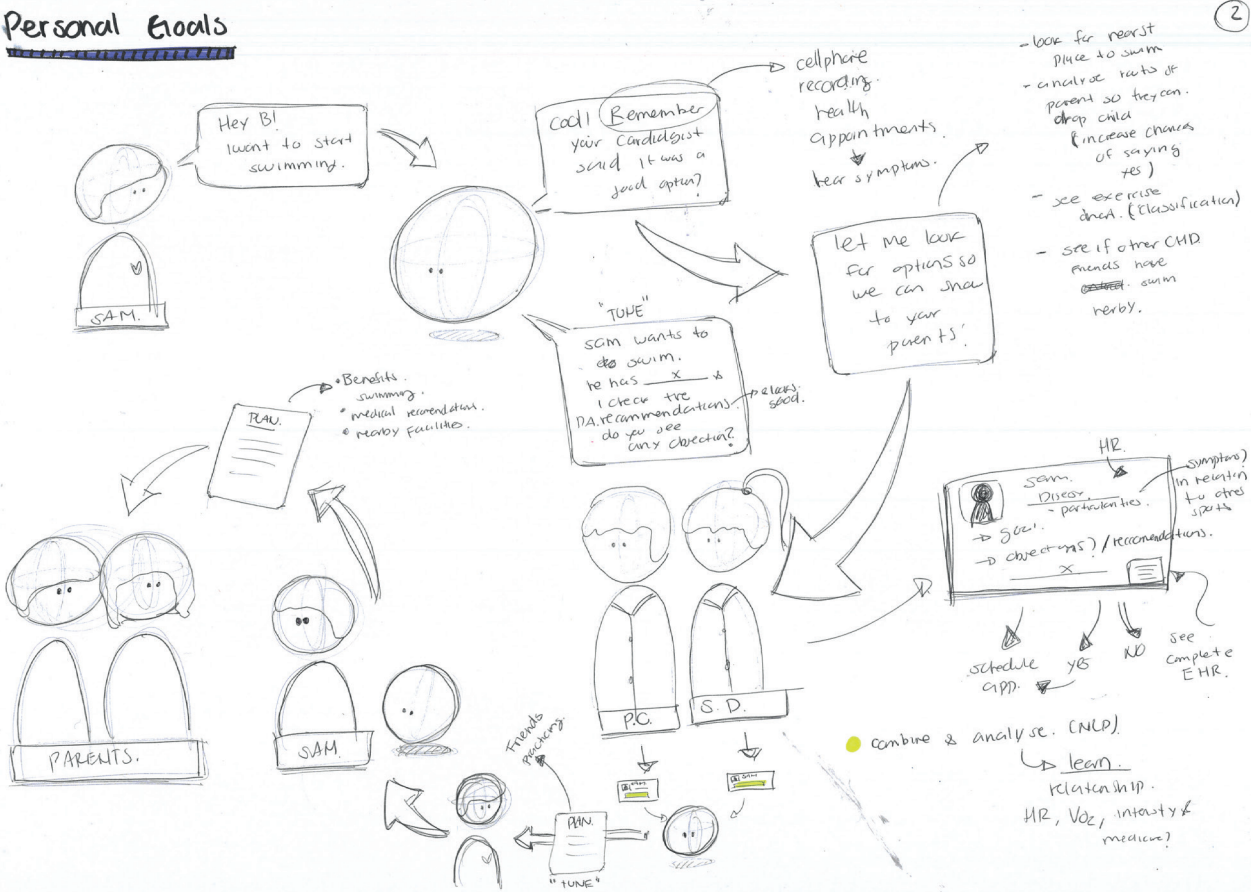 Personal Goals
2
Hey B!
I want to start
swimming.
SAM.
Cool! Remember
your Cardiologist
said it was a
good option?
cellphone
recording.
health
appointments.
hear symptoms.
let me look
for options so
we can show
to your
parents!
- look for nearst
place to swim
- analyse routs of
parent so they can.
drop child
(increase chances
of saying
yes)
- see exercise
chart. (classification)
- see if other CHD
friends have
swim
nerby.
"TUNE"
Sam wants to
do swim.
he has x
I check the
P.A. recommendations.
do you see
any objection?
looks
good.
PLAN.
• Benefits.
swimming.
• medical recomendations.
• nearby facilities.
PARENTS.
SAM
P.C.
S.D.
HR.
Sam.
Disease
- particularities.
→ goal.
→ objections?/recomendations.
x
symptoms)
in relation
to other
sports
schedule
app.
YES
NO
see
complete
EHR.
Friends
Practicing
PLAN.
"TUNE"
combine & analyse. (NLP).
learn.
relationship.
HR, VO2, intensity &
medicine?